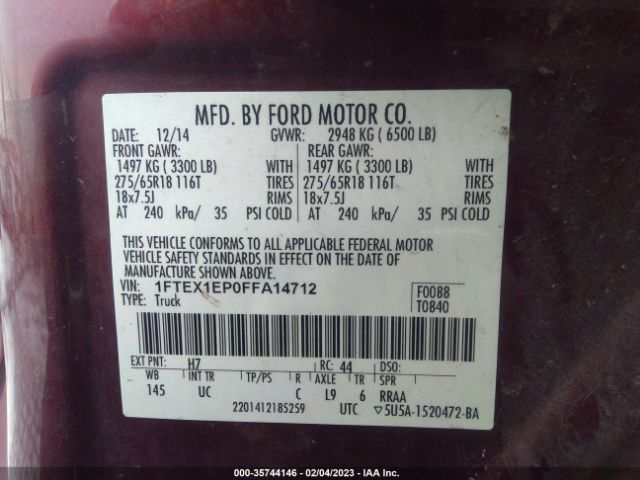 MFD. BY FORD MOTOR CO.
DATE: 12/14 GVWR: 2948 KG ( 6500 LB)
FRONT GAWR: REAR GAWR:
1497 KG ( 3300 LB) WITH 1497 KG ( 3300 LB) WITH
275/65R18 116T TIRES 275/65R18 116T TIRES
18x7.5J RIMS 18x7.5J RIMS
AT 240 kPa/ 35 PSI COLD AT 240 kPa/ 35 PSI COLD
THIS VEHICLE CONFORMS TO ALL APPLICABLE FEDERAL MOTOR
VEHICLE SAFETY STANDARDS IN EFFECT ON THE DATE OF
MANUFACTURE SHOWN ABOVE.
VIN: 1FTEX1EP0FFA14712 F0088
TYPE: Truck T0840
EXT PNT: H7 RC: 44 DSO:
WB INT TR TP/PS R AXLE TR SPR
145 UC C L9 6 RRAA
2201412185259 UTC ▽5U5A-1520472-BA
000-35744146 - 02/04/2023 - IAA Inc.